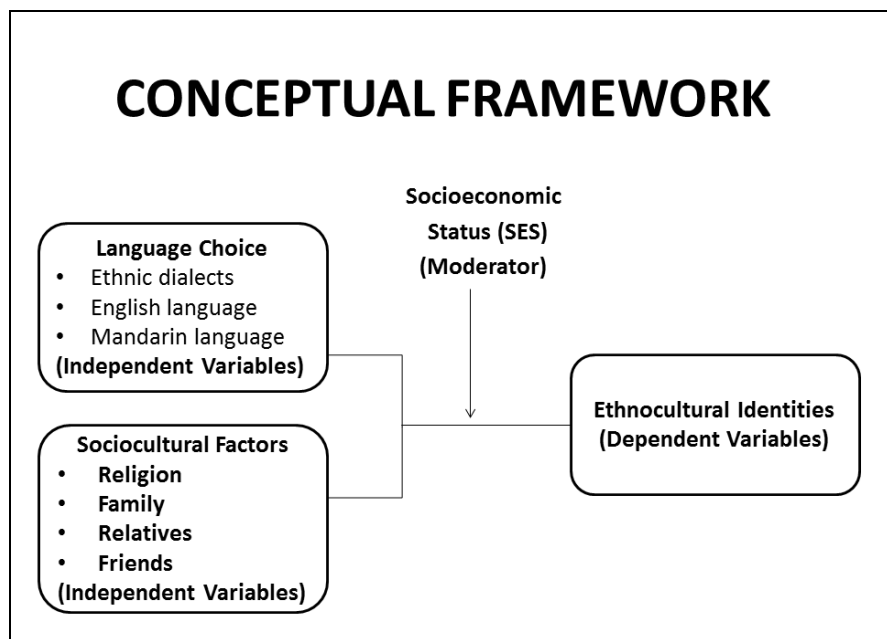 CONCEPTUAL FRAMEWORK
Socioeconomic
Status (SES)
(Moderator)
Language Choice
• Ethnic dialects
• English language
• Mandarin language
(Independent Variables)
Sociocultural Factors
• Religion
• Family
• Relatives
• Friends
(Independent Variables)
Ethnocultural Identities
(Dependent Variables)